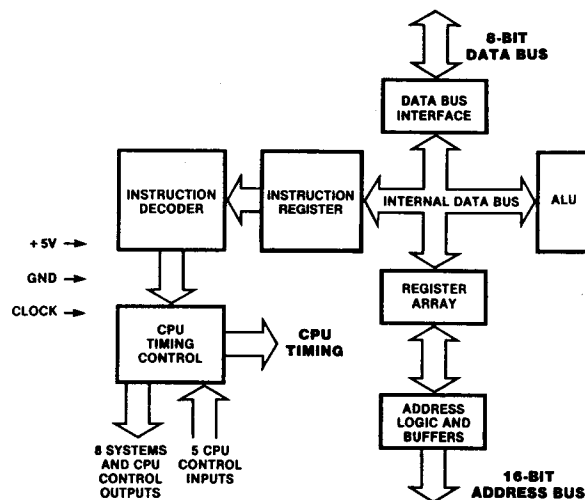 8-BIT
DATA BUS
DATA BUS
INTERFACE
INSTRUCTION
DECODER
INSTRUCTION
REGISTER
INTERNAL DATA BUS
ALU
+5V
GND
CLOCK
CPU
TIMING
CONTROL
CPU
TIMING
REGISTER
ARRAY
8 SYSTEMS
AND CPU
CONTROL
OUTPUTS
5 CPU
CONTROL
INPUTS
ADDRESS
LOGIC AND
BUFFERS
16-BIT
ADDRESS BUS